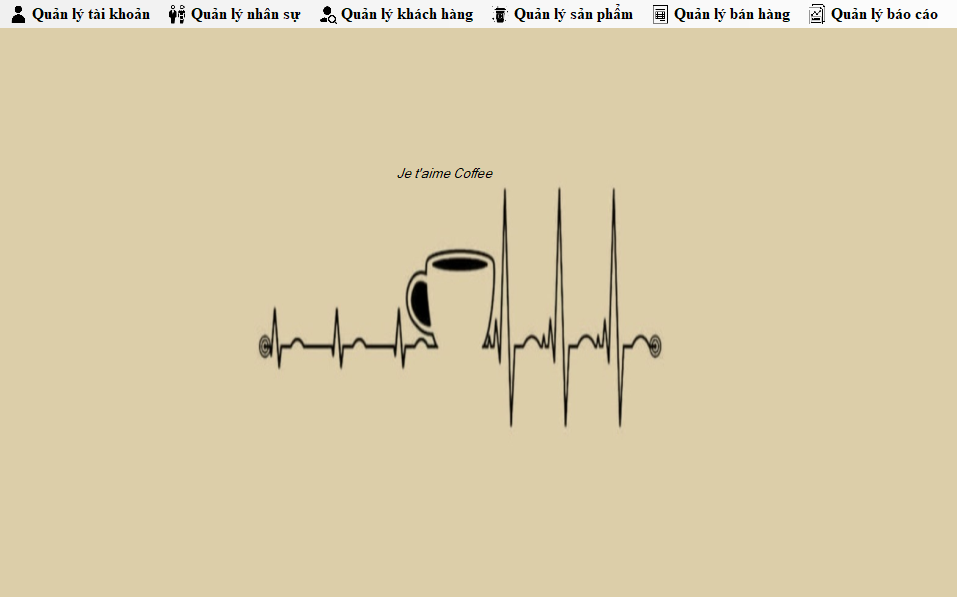 Quản lý tài khoản Quản lý nhân sự Quản lý khách hàng Quản lý sản phẩm Quản lý bán hàng Quản lý báo cáo
Je t'aime Coffee